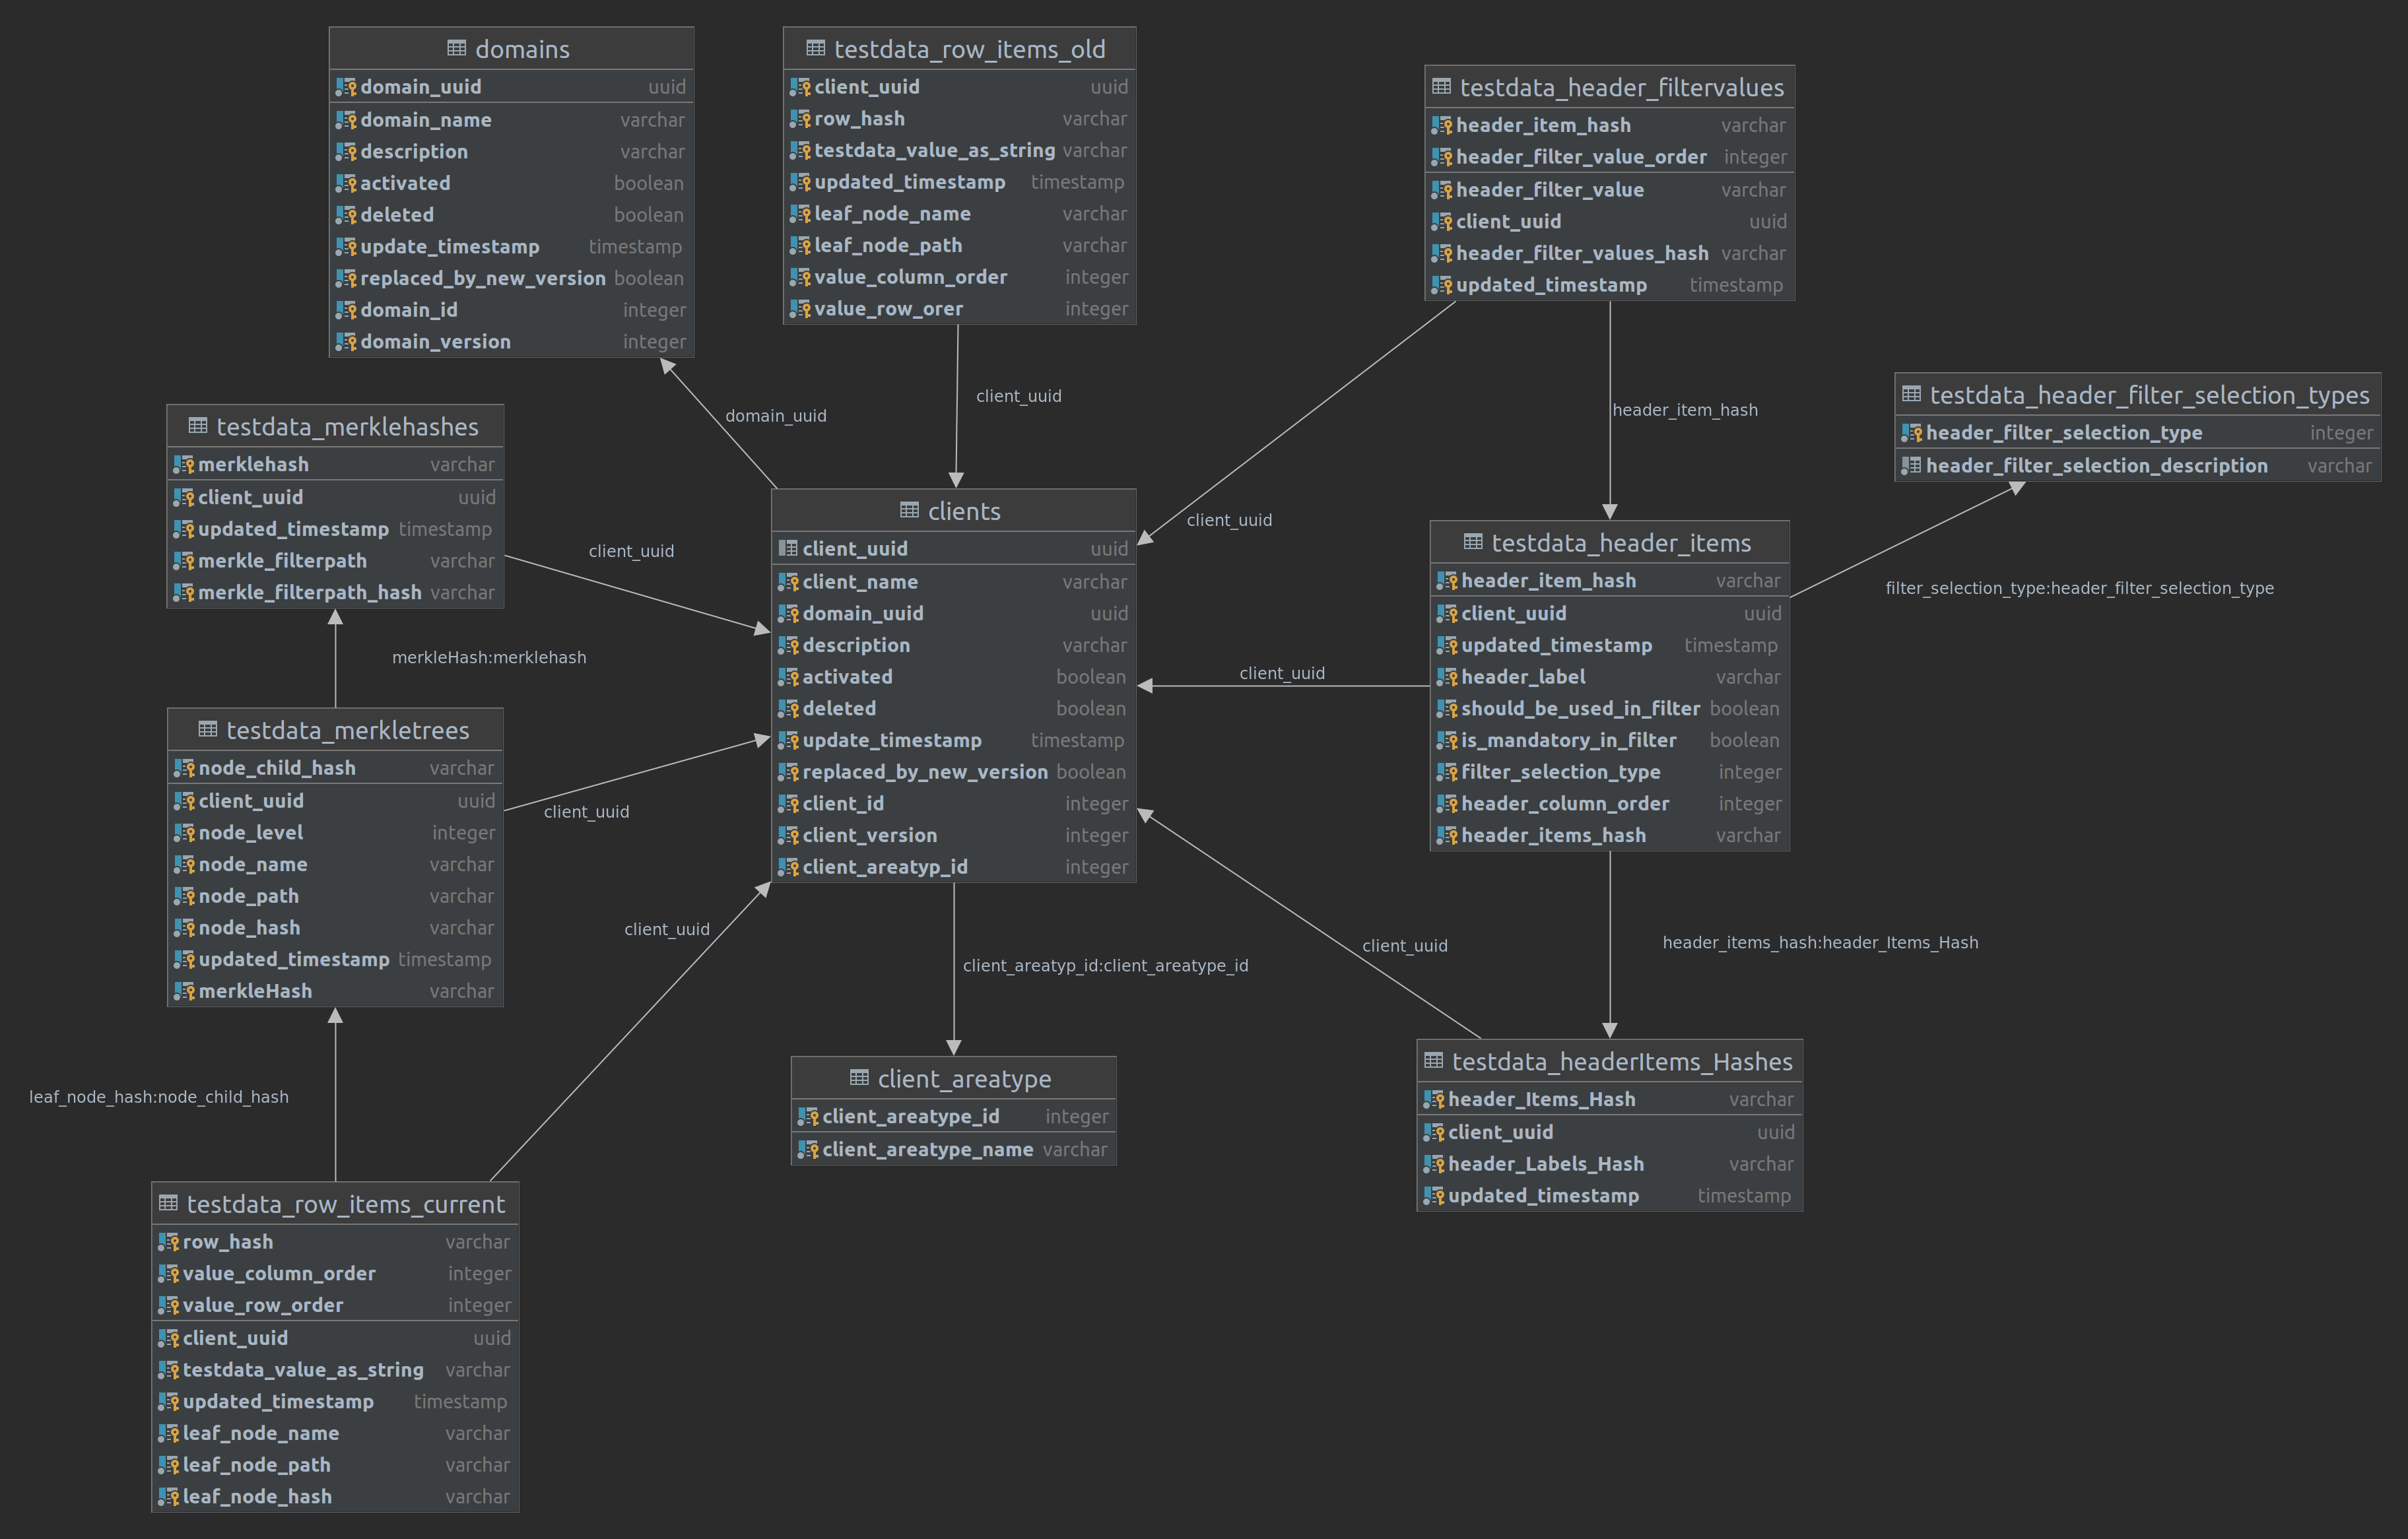 domains
domain_uuid uuid
domain_name varchar
description varchar
activated boolean
deleted boolean
update_timestamp timestamp
replaced_by_new_version boolean
domain_id integer
domain_version integer
testdata_row_items_old
client_uuid uuid
row_hash varchar
testdata_value_as_string varchar
updated_timestamp timestamp
leaf_node_name varchar
leaf_node_path varchar
value_column_order integer
value_row_orer integer
testdata_header_filtervalues
header_item_hash varchar
header_filter_value_order integer
header_filter_value varchar
client_uuid uuid
header_filter_values_hash varchar
updated_timestamp timestamp
domain_uuid
client_uuid
client_uuid
header_item_hash
testdata_header_filter_selection_types
header_filter_selection_type integer
header_filter_selection_description varchar
filter_selection_type:header_filter_selection_type
testdata_merklehashes
merklehash varchar
client_uuid uuid
updated_timestamp timestamp
merkle_filterpath varchar
merkle_filterpath_hash varchar
client_uuid
merkleHash:merklehash
clients
client_uuid uuid
client_name varchar
domain_uuid uuid
description varchar
activated boolean
deleted boolean
update_timestamp timestamp
replaced_by_new_version boolean
client_id integer
client_version integer
client_areatyp_id integer
client_uuid
testdata_header_items
header_item_hash varchar
client_uuid uuid
updated_timestamp timestamp
header_label varchar
should_be_used_in_filter boolean
is_mandatory_in_filter boolean
filter_selection_type integer
header_column_order integer
header_items_hash varchar
testdata_merkletrees
node_child_hash varchar
client_uuid uuid
node_level integer
node_name varchar
node_path varchar
node_hash varchar
updated_timestamp timestamp
merkleHash varchar
client_uuid
client_uuid
client_areatyp_id:client_areatype_id
client_uuid
header_items_hash:header_Items_Hash
leaf_node_hash:node_child_hash
client_areatype
client_areatype_id integer
client_areatype_name varchar
testdata_headerItems_Hashes
header_Items_Hash varchar
client_uuid uuid
header_Labels_Hash varchar
updated_timestamp timestamp
testdata_row_items_current
row_hash varchar
value_column_order integer
value_row_order integer
client_uuid uuid
testdata_value_as_string varchar
updated_timestamp timestamp
leaf_node_name varchar
leaf_node_path varchar
leaf_node_hash varchar